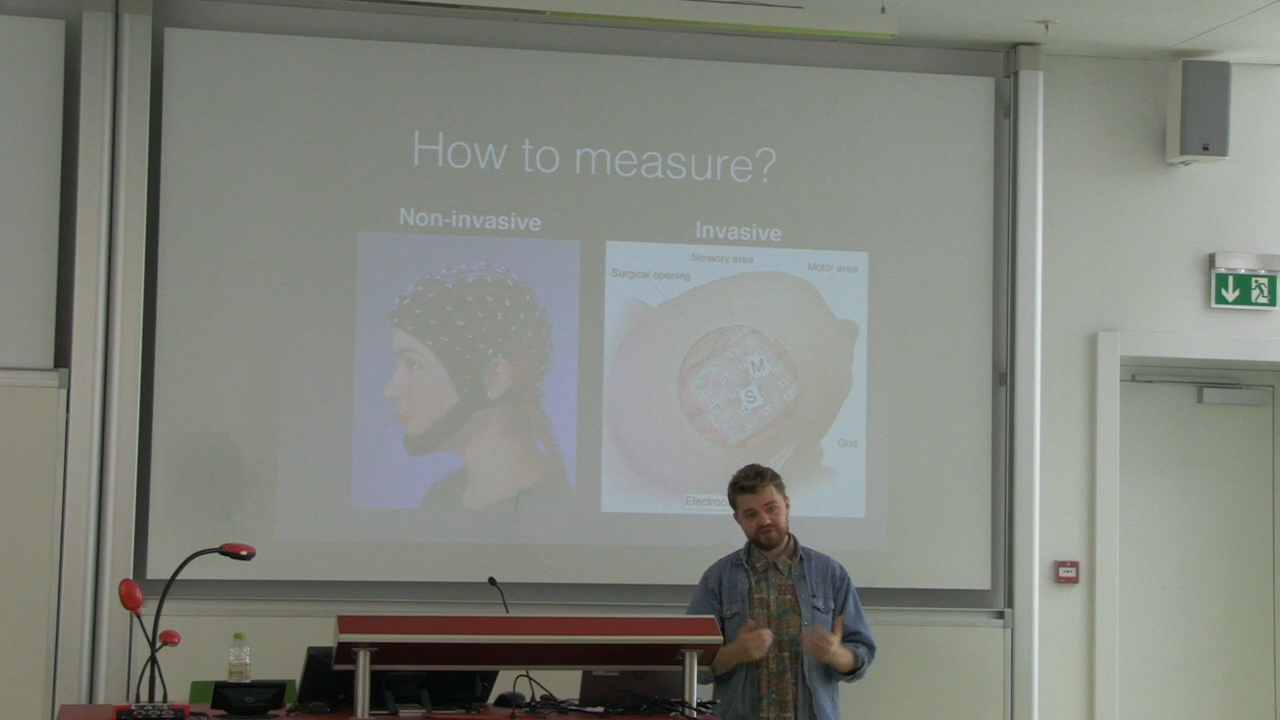 How to measure?
Non-invasive
Invasive
Sensory area
Motor area
Surgical opening
M
S
Grid